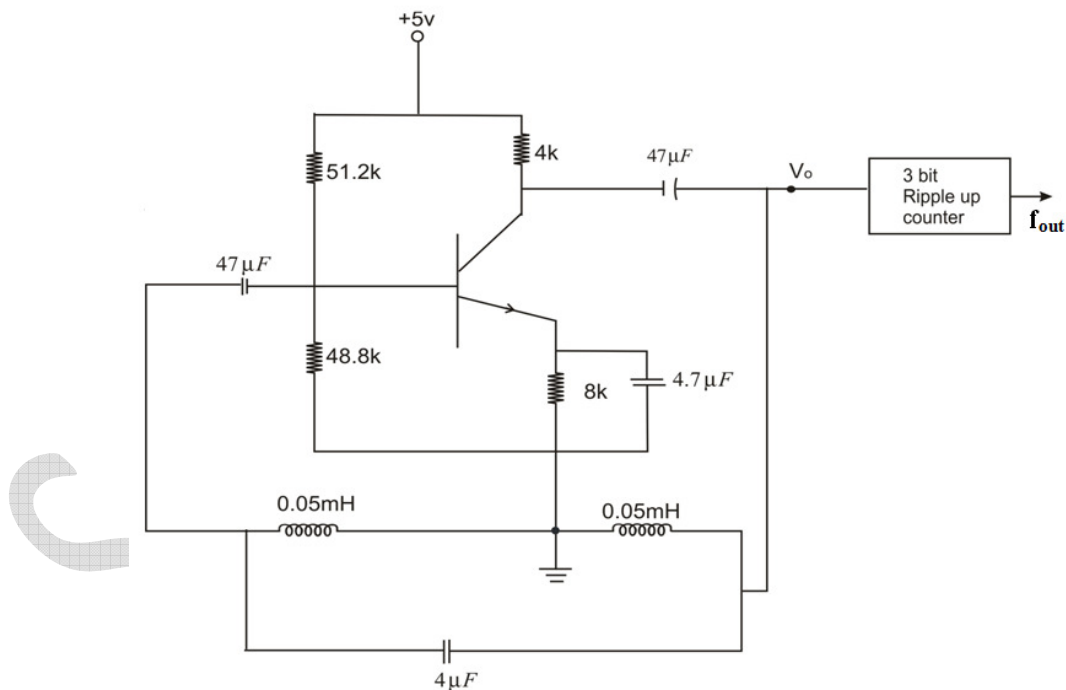 +5v
51.2k
4k
47μF
Vo
3 bit
Ripple up
counter
fout
47μF
48.8k
8k
4.7μF
0.05mH
0.05mH
4μF